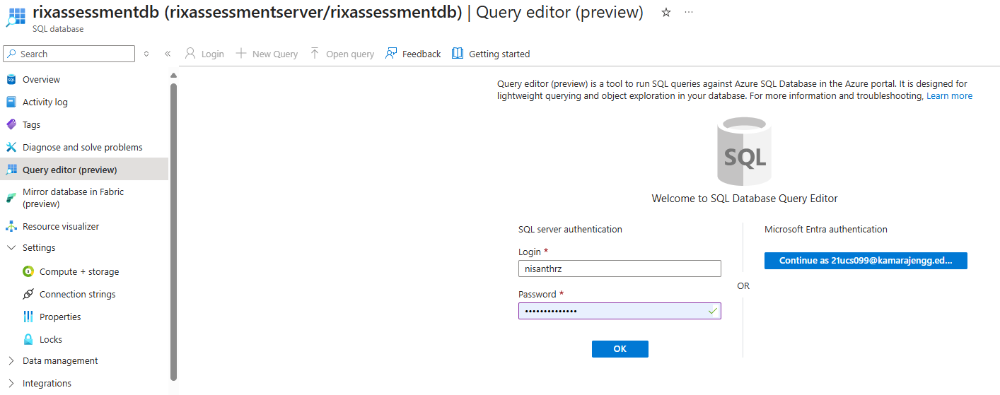 rixassessmentdb (rixassessmentserver/rixassessmentdb) | Query editor (preview) ☆ ···
SQL database
Search
Login
New Query
Open query
Feedback
Getting started
Overview
Activity log
Tags
Diagnose and solve problems
Query editor (preview)
Mirror database in Fabric
(preview)
Resource visualizer
Settings
Compute + storage
Connection strings
Properties
Locks
Data management
Integrations
Query editor (preview) is a tool to run SQL queries against Azure SQL Database in the Azure portal. It is designed for
lightweight querying and object exploration in your database. For more information and troubleshooting, Learn more
SQL
Welcome to SQL Database Query Editor
SQL server authentication
Login *
nisanthrz
Password *
••••••••••••••
OK
OR
Microsoft Entra authentication
Continue as 21ucs099@kamarajengg.ed...